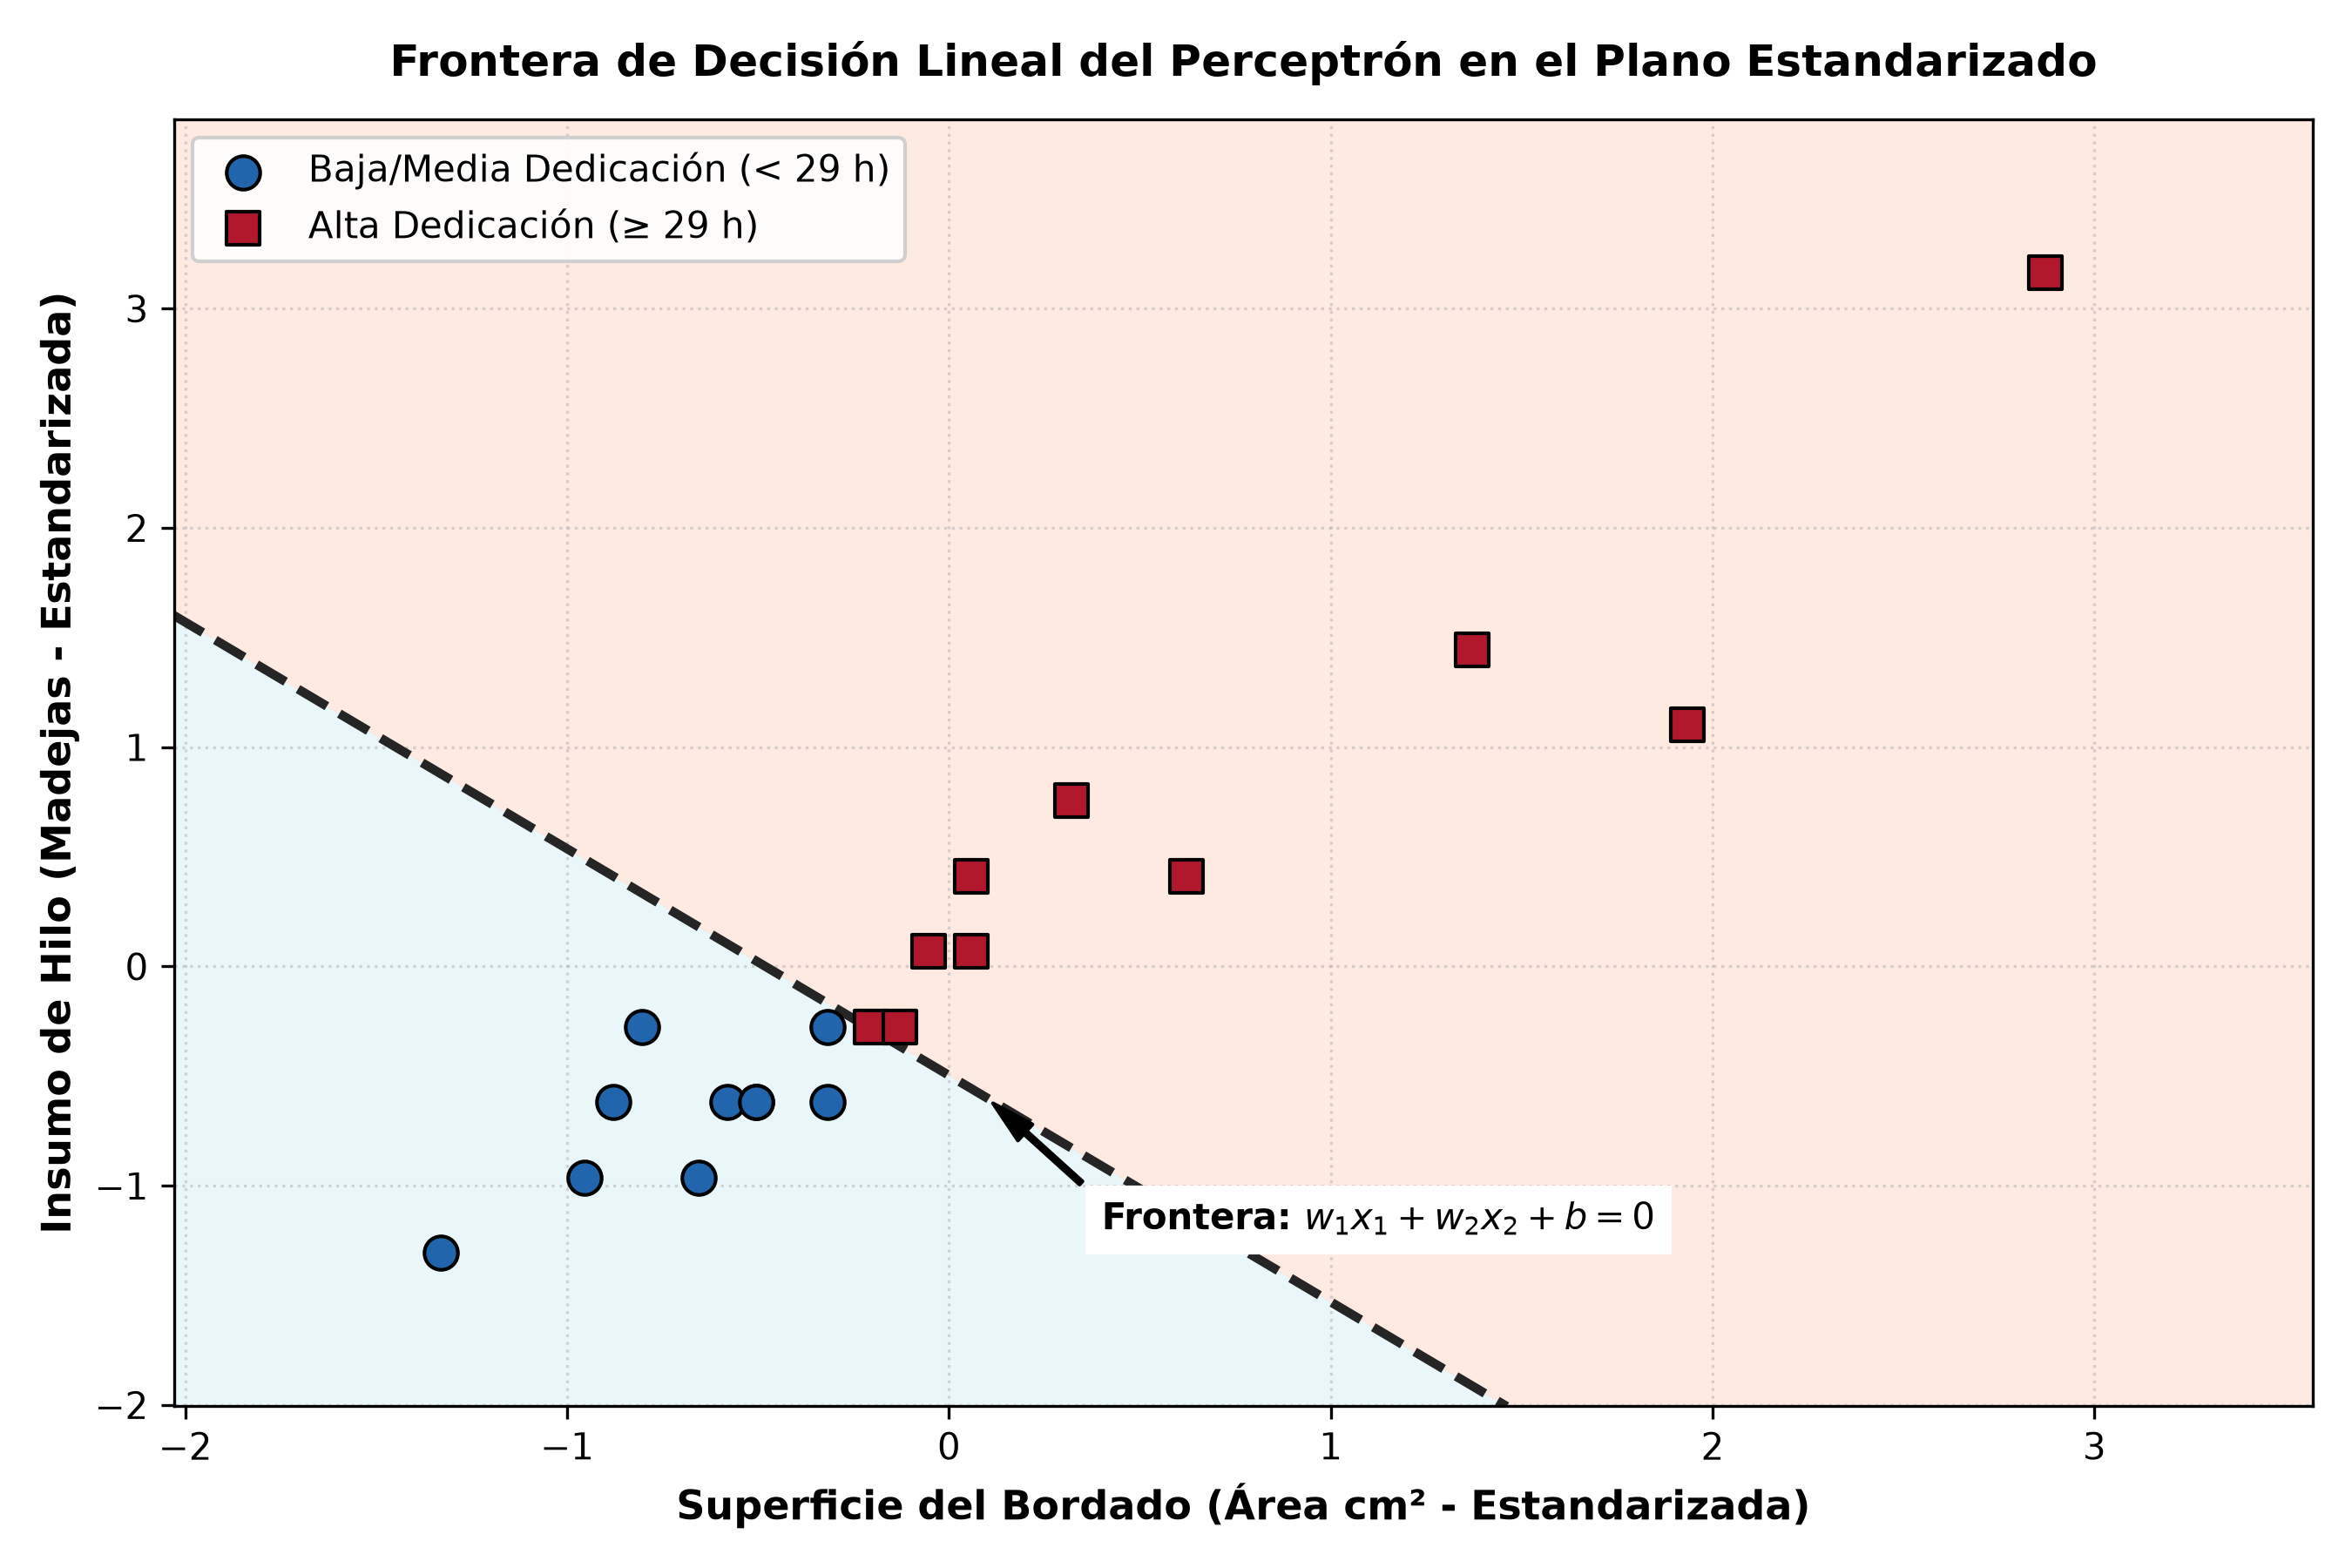 Frontera de Decisión Lineal del Perceptrón en el Plano Estandarizado
Baja/Media Dedicación (< 29 h)
Alta Dedicación (≥ 29 h)
Insumo de Hilo (Madejas - Estandarizada)
3
2
1
0
−1
−2
Frontera: w₁x₁ + w₂x₂ + b = 0
−2 −1 0 1 2 3
Superficie del Bordado (Área cm² - Estandarizada)